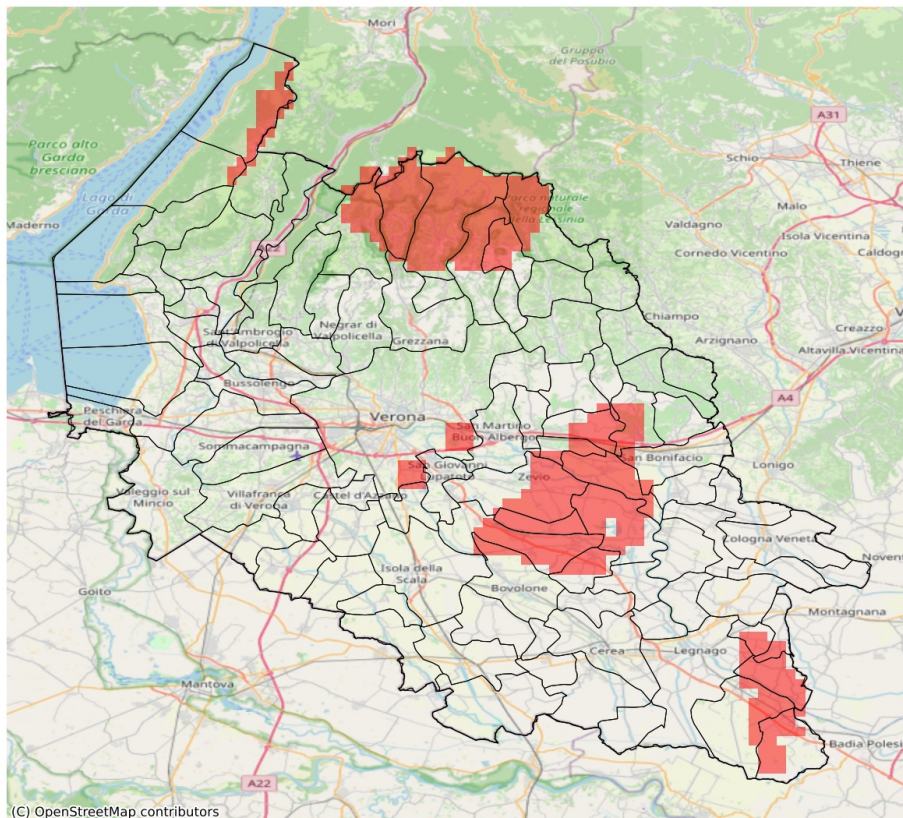 Mori
Gruppo
del Pasubio
A31
Parco alto
Garda
bresciano
Schio
Thiene
Lago di
Garda
Parco naturale
regionale
della Lessinia
Malo
Maderno
Valdagno
Isola Vicentina
A22
Cornedo Vicentino
Caldogn
Sant'Ambrogio
di Valpolicella
Negrar di
Valpolicella
Grezzana
Chiampo
Creazzo
Arzignano
Altavilla Vicentina
Bussolengo
A4
Peschiera
del Garda
Verona
San Martino
Buon Albergo
Sommacampagna
San Bonifacio
Lonigo
San Giovanni
Lupatoto
Zevio
Valeggio sul
Mincio
Villafranca
di Verona
Castel d'Azzano
Cologna Veneta
Novent
Isola della
Scala
Goito
Bovolone
Montagnana
Cerea
Legnago
Mantova
Badia Polesi
A22
(C) OpenStreetMap contributors